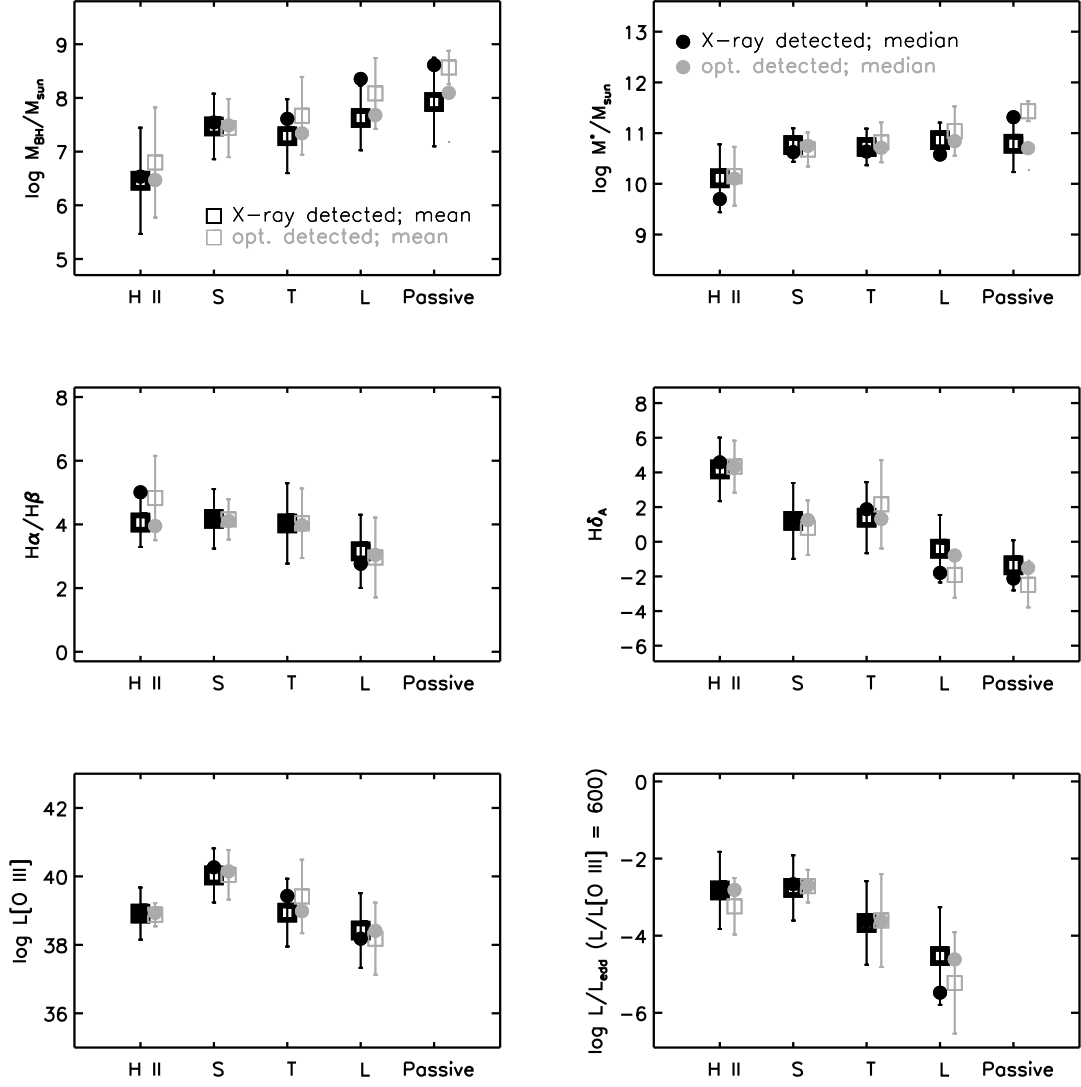 log M_BH/M_sun
9
8
7
6
5
□ X-ray detected; mean
□ opt. detected; mean
H II S T L Passive
log M*/M_sun
13
12
11
10
9
● X-ray detected; median
● opt. detected; median
H II S T L Passive
Hα/Hβ
8
6
4
2
0
H II S T L Passive
Hδ_A
8
6
4
2
0
−2
−4
−6
H II S T L Passive
log L[O III]
42
40
38
36
H II S T L Passive
log L/L_edd (L/L[O III] = 600)
0
−2
−4
−6
H II S T L Passive